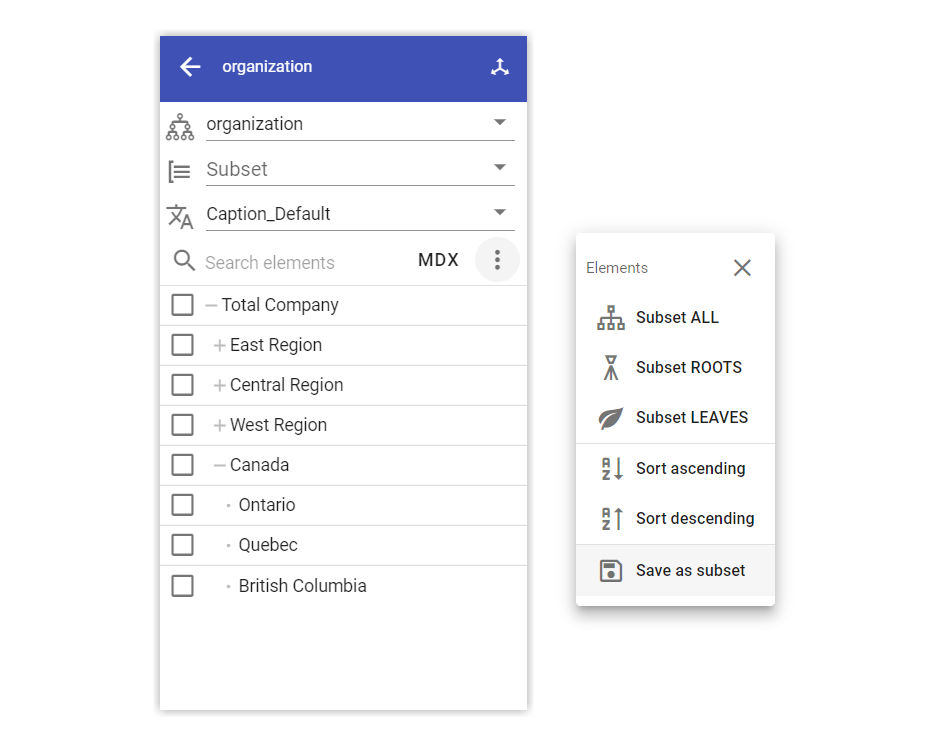 organization
organization
Subset
Caption_Default
Search elements MDX
Total Company
East Region
Central Region
West Region
Canada
Ontario
Quebec
British Columbia
Elements
Subset ALL
Subset ROOTS
Subset LEAVES
Sort ascending
Sort descending
Save as subset